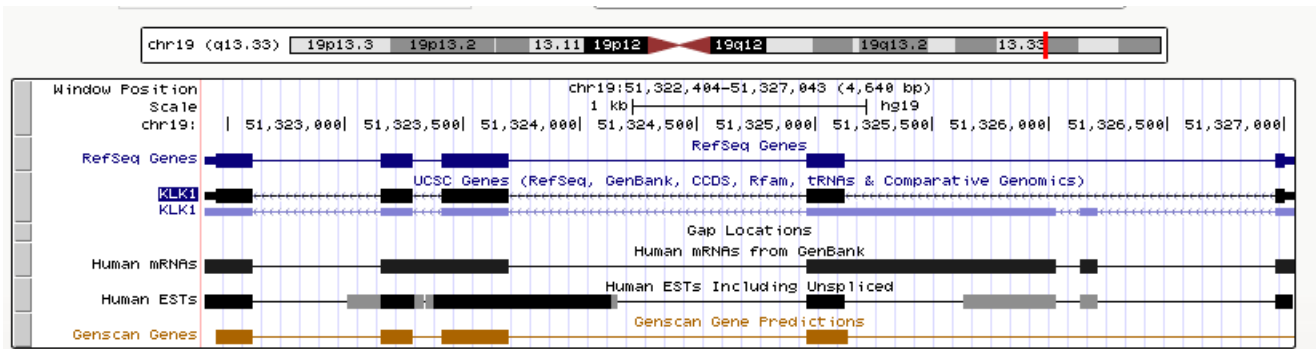 chr19 (q13.33) 19p13.3 19p13.2 13.11 19p12 19q12 19q13.2 13.33
Window Position chr19:51,322,404-51,327,043 (4,640 bp)
Scale 1 kb hg19
chr19: 51,323,000| 51,323,500| 51,324,000| 51,324,500| 51,325,000| 51,325,500| 51,326,000| 51,326,500| 51,327,000|
RefSeq Genes
RefSeq Genes
UCSC Genes (RefSeq, GenBank, CCDS, Rfam, tRNAs & Comparative Genomics)
KLK1
KLK1
Gap Locations
Human mRNAs from GenBank
Human mRNAs
Human ESTs Including Unspliced
Human ESTs
Genscan Gene Predictions
Genscan Genes